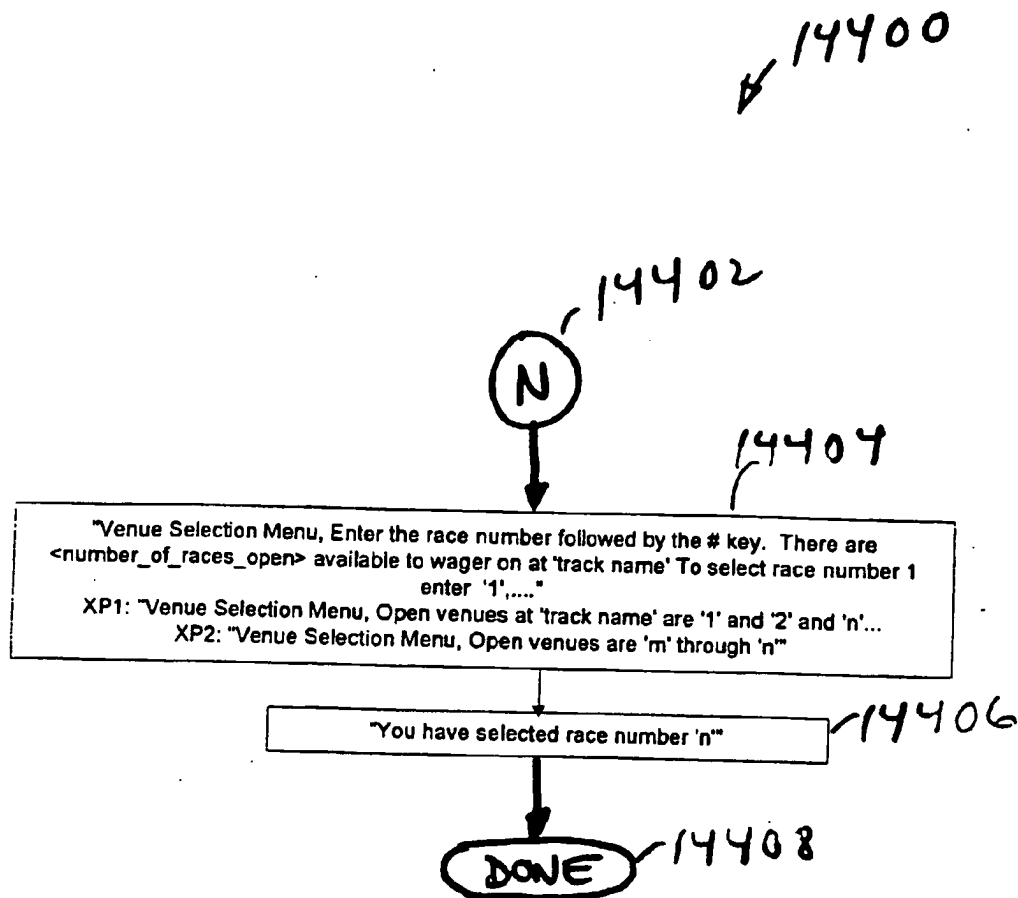 14400
14402
N
14404
"Venue Selection Menu, Enter the race number followed by the # key. There are
<number_of_races_open> available to wager on at 'track name' To select race number 1
enter '1',...."
XP1: "Venue Selection Menu, Open venues at 'track name' are '1' and '2' and 'n'...
XP2: "Venue Selection Menu, Open venues are 'm' through 'n'"
"You have selected race number 'n'"
14406
DONE
14408